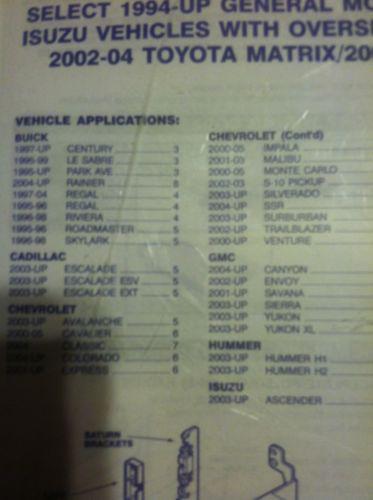 SELECT 1994-UP GENERAL MO
ISUZU VEHICLES WITH OVERS
2002-04 TOYOTA MATRIX/20
VEHICLE APPLICATIONS:
BUICK
1997-UP CENTURY 3
1995-99 LE SABRE 3
1995-UP PARK AVE 3
2004-UP RAINIER 8
1997-04 REGAL 4
1995-96 REGAL 4
1996-98 RIVIERA 4
1995-96 ROADMASTER 5
1996-98 SKYLARK 5
CADILLAC
2003-UP ESCALADE 5
2003-UP ESCALADE ESV 5
2003-UP ESCALADE EXT 5
CHEVROLET
2003-UP AVALANCHE 5
2000-05 CAVALIER 6
CLASSIC 7
2004-UP COLORADO 6
2003-UP EXPRESS 6
CHEVROLET (Cont'd)
2000-05 IMPALA
2001-03 MALIBU
2000-05 MONTE CARLO
2002-03 S-10 PICKUP
2003-UP SILVERADO
2004-UP SSR
2003-UP SURBURBAN
2002-UP TRAILBLAZER
2000-UP VENTURE
GMC
2004-UP CANYON
2002-UP ENVOY
2001-UP SAVANA
2003-UP SIERRA
2003-UP YUKON
2003-UP YUKON XL
HUMMER
2003-UP HUMMER H1
2003-UP HUMMER H2
ISUZU
2003-UP ASCENDER
SATURN
BRACKETS